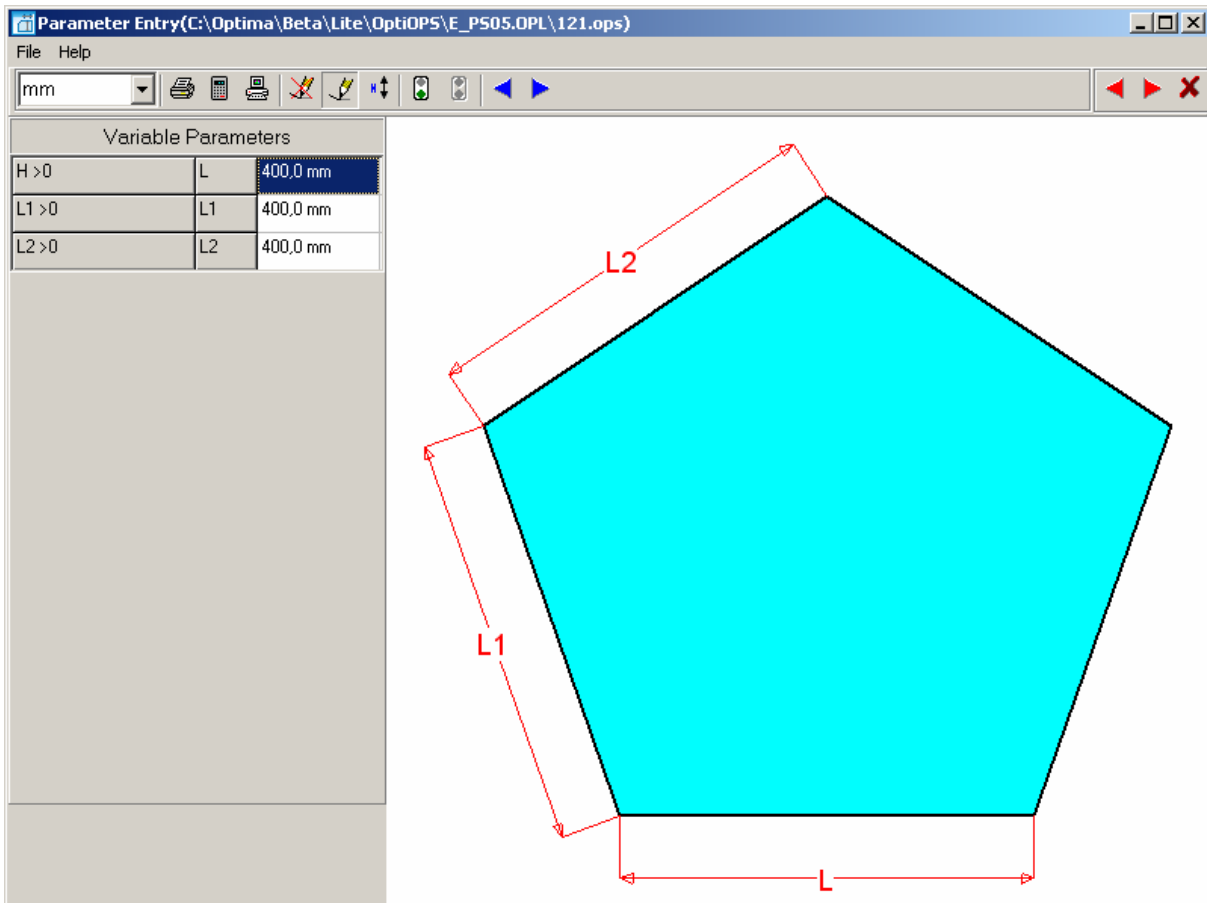 Parameter Entry(C:\Optima\Beta\Lite\OptiOPS\E_PS05.OPL\121.ops)
File Help
mm
H
Variable Parameters
H >0 L 400,0 mm
L1 >0 L1 400,0 mm
L2 >0 L2 400,0 mm
L2
L1
L